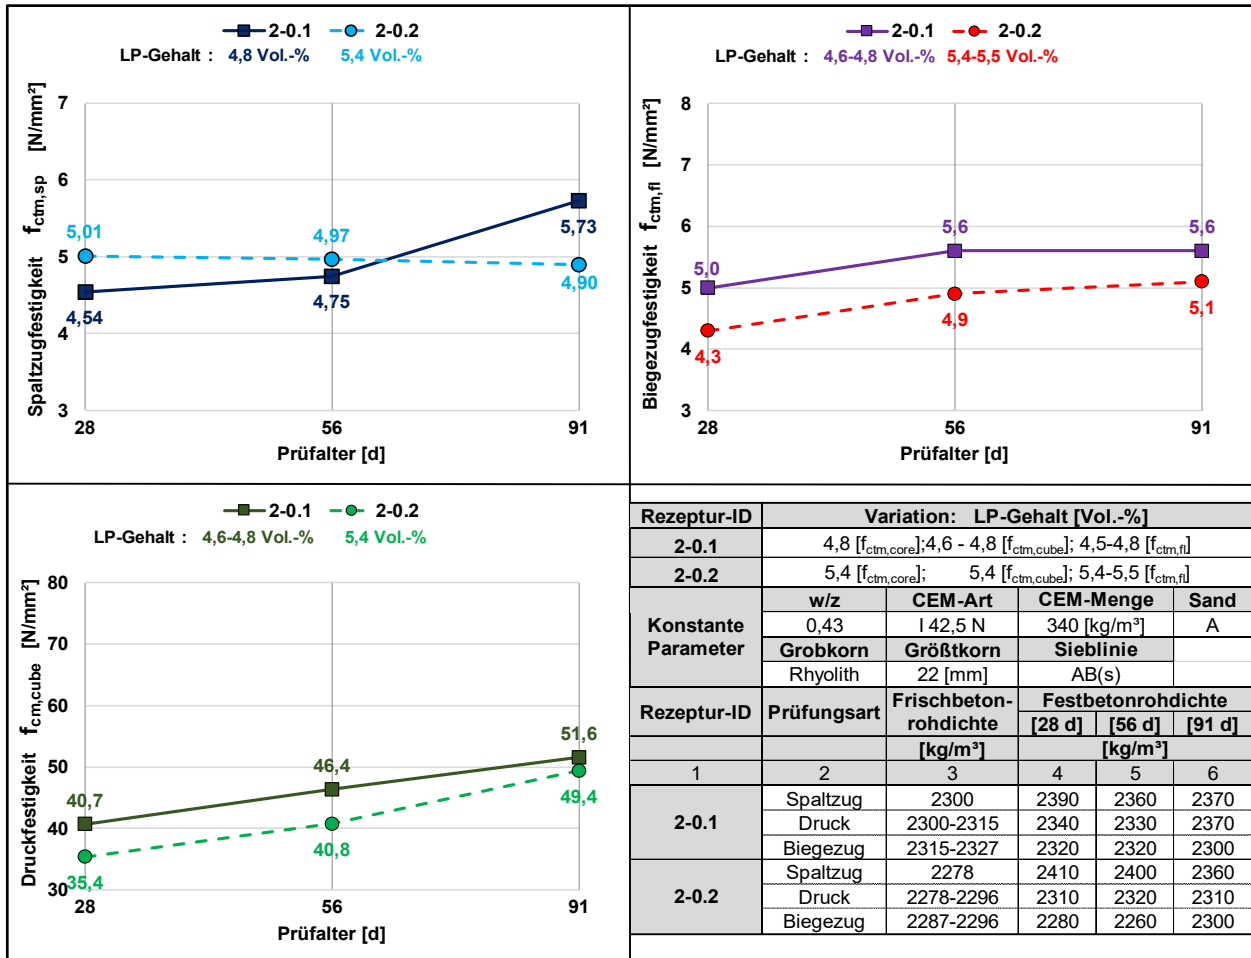 2-0.1 2-0.2
LP-Gehalt : 4,8 Vol.-% 5,4 Vol.-%
Spaltzugfestigkeit fctm,sp [N/mm²]
7
6
5
4
3
5,01
4,97
5,73
4,54
4,75
4,90
28 56 91
Prüfalter [d]
2-0.1 2-0.2
LP-Gehalt : 4,6-4,8 Vol.-% 5,4-5,5 Vol.-%
Biegezugfestigkeit fctm,fl [N/mm²]
8
7
6
5
4
3
5,0
5,6
5,6
4,3
4,9
5,1
28 56 91
Prüfalter [d]
2-0.1 2-0.2
LP-Gehalt : 4,6-4,8 Vol.-% 5,4 Vol.-%
Druckfestigkeit fcm,cube [N/mm²]
80
70
60
50
40
30
40,7
46,4
51,6
35,4
40,8
49,4
28 56 91
Prüfalter [d]
Rezeptur-ID Variation: LP-Gehalt [Vol.-%]
2-0.1 4,8 [fctm,core];4,6 - 4,8 [fctm,cube]; 4,5-4,8 [fctm,fl]
2-0.2 5,4 [fctm,core]; 5,4 [fctm,cube]; 5,4-5,5 [fctm,fl]
Konstante Parameter w/z CEM-Art CEM-Menge Sand
0,43 I 42,5 N 340 [kg/m³] A
Grobkorn Größtkorn Sieblinie
Rhyolith 22 [mm] AB(s)
Rezeptur-ID Prüfungsart Frischbeton-rohdichte Festbetonrohdichte
[28 d] [56 d] [91 d]
[kg/m³] [kg/m³]
1 2 3 4 5 6
2-0.1 Spaltzug 2300 2390 2360 2370
Druck 2300-2315 2340 2330 2370
Biegezug 2315-2327 2320 2320 2300
2-0.2 Spaltzug 2278 2410 2400 2360
Druck 2278-2296 2310 2320 2310
Biegezug 2287-2296 2280 2260 2300